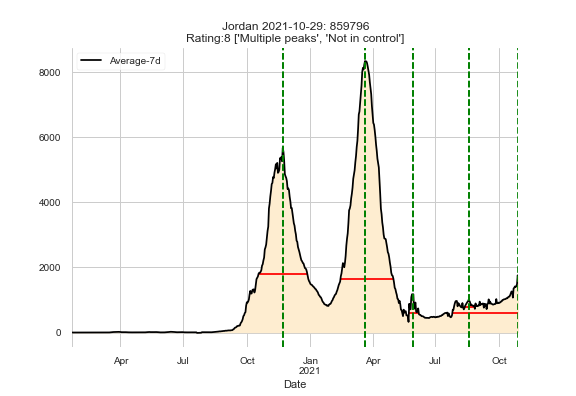 Jordan 2021-10-29: 859796
Rating:8 ['Multiple peaks', 'Not in control']
Average-7d
8000
6000
4000
2000
0
Apr Jul Oct Jan Apr Jul Oct
2021
Date